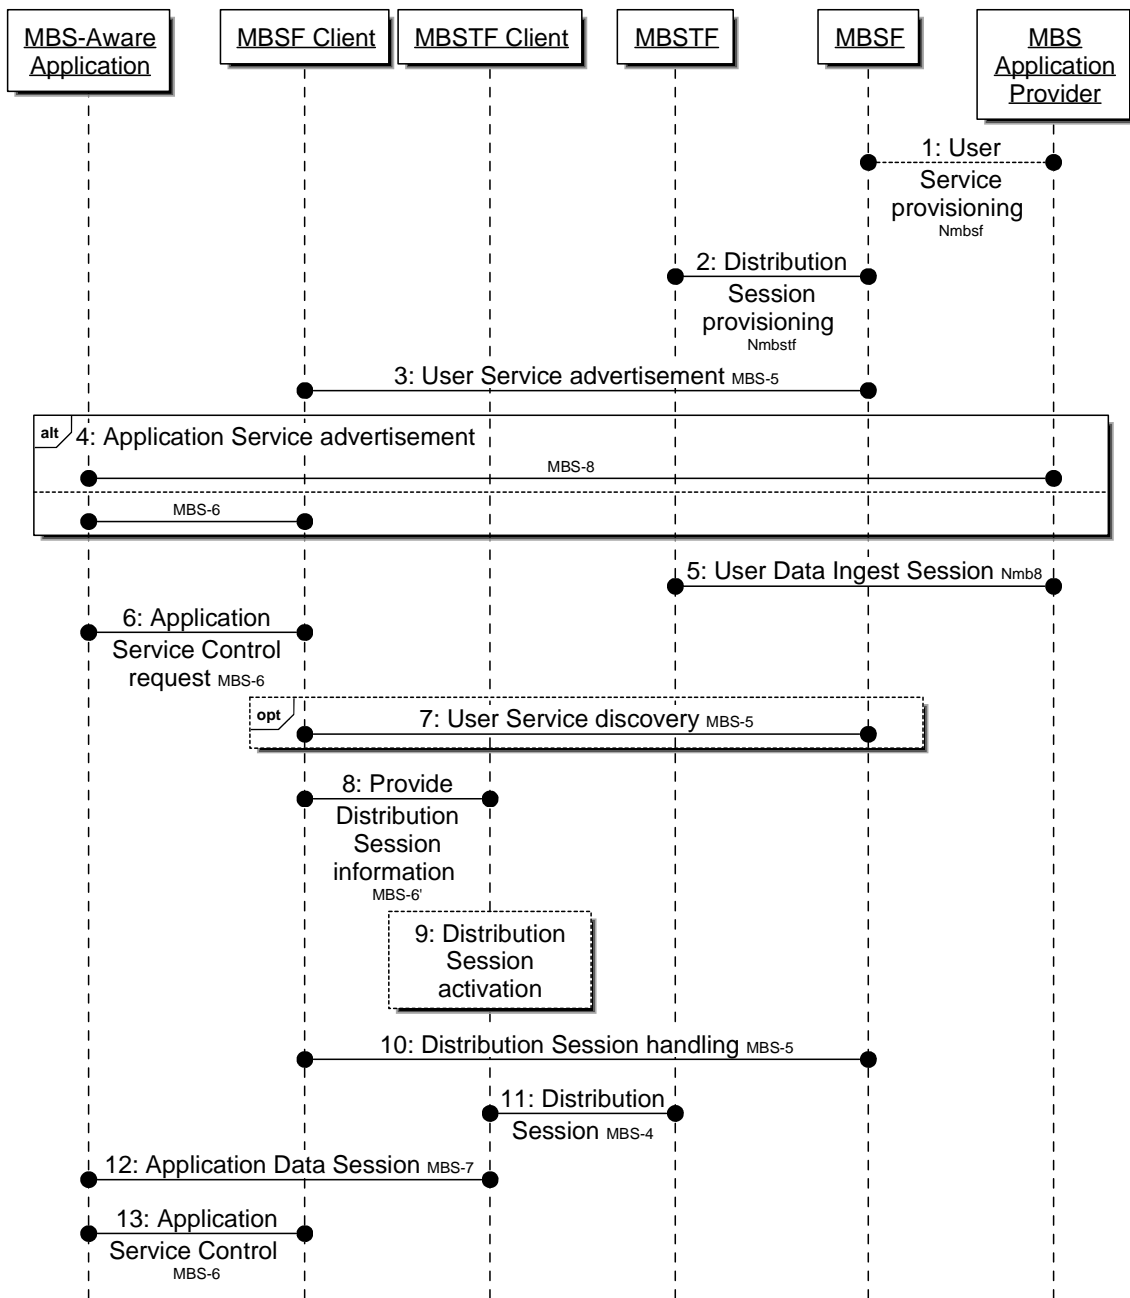 MBS-Aware
Application
MBSF Client
MBSTF Client
MBSTF
MBSF
MBS
Application
Provider
1: User
Service
provisioning
Nmbsf
2: Distribution
Session
provisioning
Nmbstf
3: User Service advertisement MBS-5
alt
4: Application Service advertisement
MBS-8
MBS-6
5: User Data Ingest Session Nmb8
6: Application
Service Control
request MBS-6
opt
7: User Service discovery MBS-5
8: Provide
Distribution
Session
information
MBS-6'
9: Distribution
Session
activation
10: Distribution Session handling MBS-5
11: Distribution
Session MBS-4
12: Application Data Session MBS-7
13: Application
Service Control
MBS-6